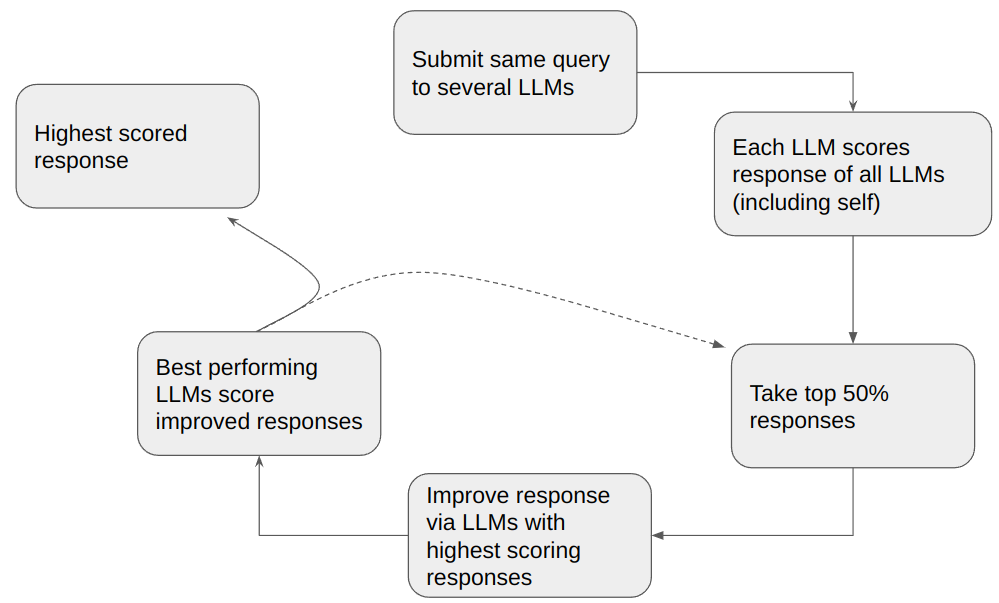 Submit same query
to several LLMs
Each LLM scores
response of all LLMs
(including self)
Take top 50%
responses
Improve response
via LLMs with
highest scoring
responses
Best performing
LLMs score
improved responses
Highest scored
response